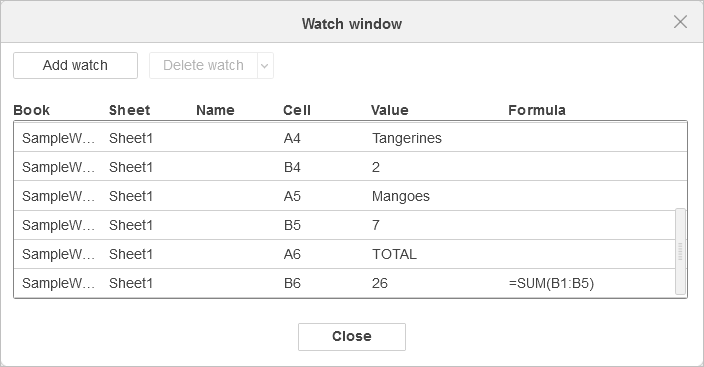 Watch window
Add watch Delete watch
Book Sheet Name Cell Value Formula
SampleW... Sheet1 A4 Tangerines
SampleW... Sheet1 B4 2
SampleW... Sheet1 A5 Mangoes
SampleW... Sheet1 B5 7
SampleW... Sheet1 A6 TOTAL
SampleW... Sheet1 B6 26 =SUM(B1:B5)
Close